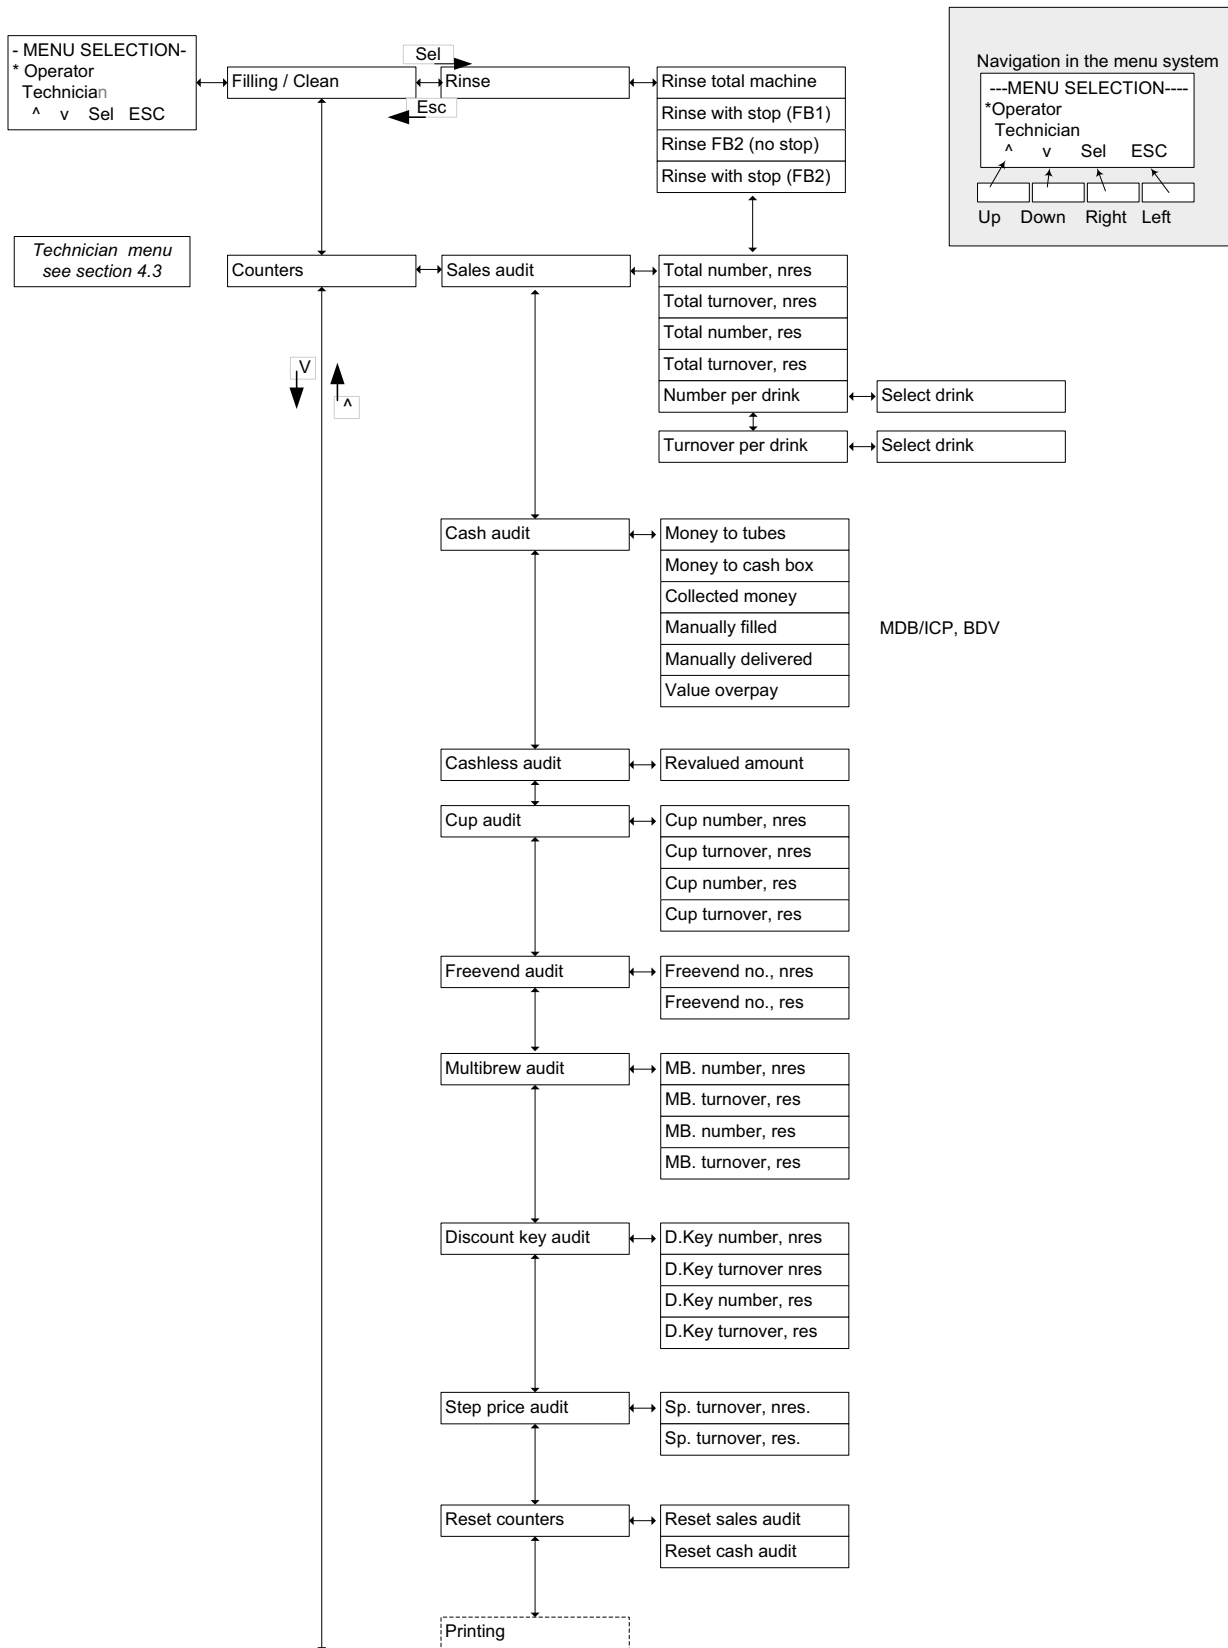 - MENU SELECTION-
* Operator
Technician
^ v Sel ESC
Filling / Clean
Sel
Rinse
Esc
Rinse total machine
Rinse with stop (FB1)
Rinse FB2 (no stop)
Rinse with stop (FB2)
Navigation in the menu system
---MENU SELECTION----
*Operator
Technician
^ v Sel ESC
Up Down Right Left
Technician menu
see section 4.3
Counters
V
^
Sales audit
Total number, nres
Total turnover, nres
Total number, res
Total turnover, res
Number per drink
Select drink
Turnover per drink
Select drink
Cash audit
Money to tubes
Money to cash box
Collected money
Manually filled
MDB/ICP, BDV
Manually delivered
Value overpay
Cashless audit
Revalued amount
Cup audit
Cup number, nres
Cup turnover, nres
Cup number, res
Cup turnover, res
Freevend audit
Freevend no., nres
Freevend no., res
Multibrew audit
MB. number, nres
MB. turnover, res
MB. number, res
MB. turnover, res
Discount key audit
D.Key number, nres
D.Key turnover nres
D.Key number, res
D.Key turnover, res
Step price audit
Sp. turnover, nres.
Sp. turnover, res.
Reset counters
Reset sales audit
Reset cash audit
Printing